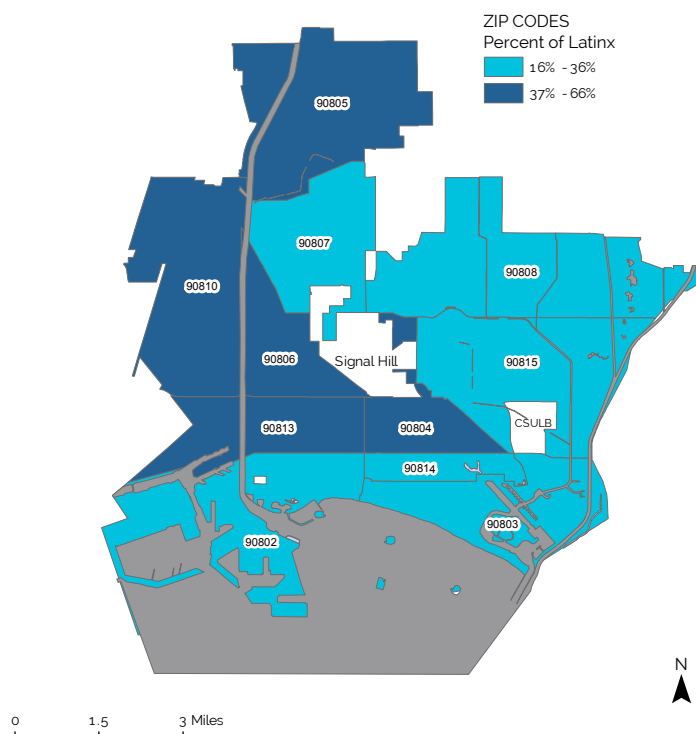 ZIP CODES
Percent of Latinx
16% - 36%
37% - 66%
90805
90807
90808
90810
90806
Signal Hill
90815
CSULB
90813
90804
90814
90803
90802
N
0 1.5 3 Miles